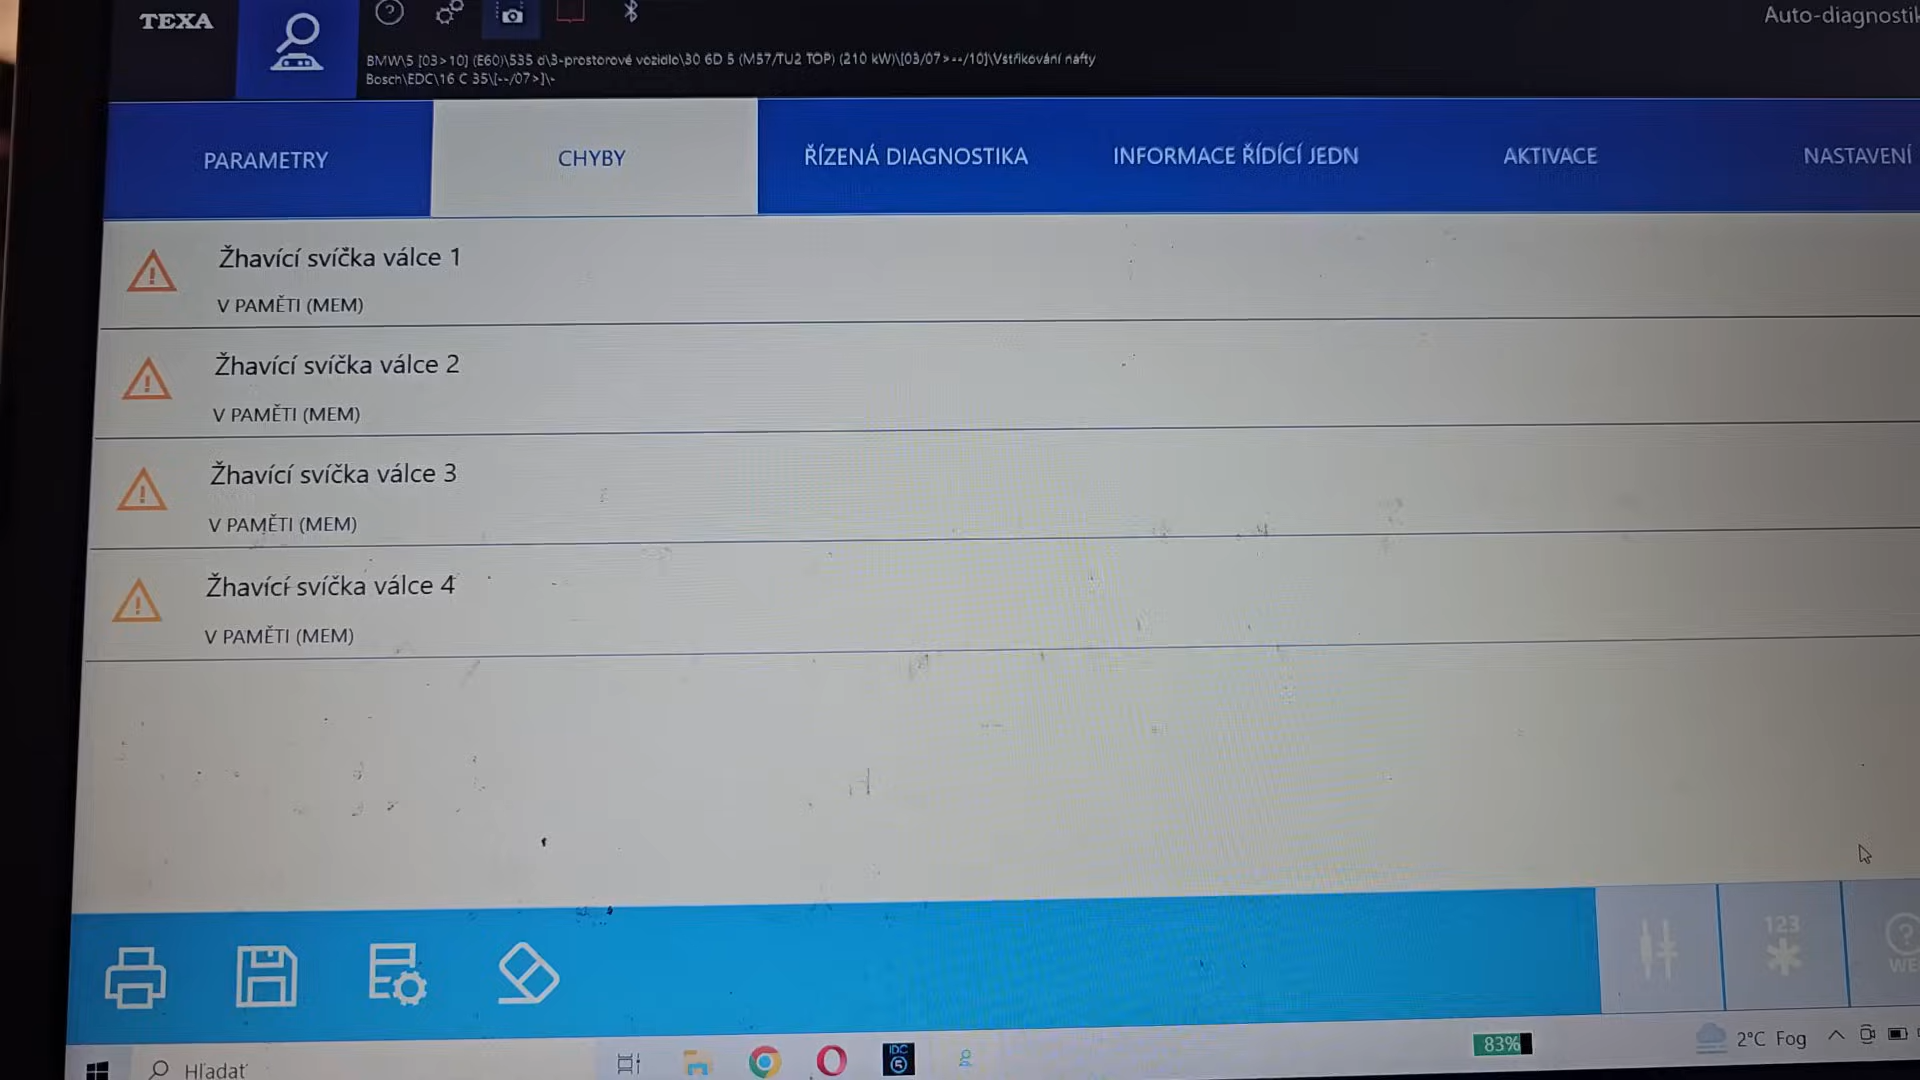 TEXA
Auto-diagnostik
BMW\5 [03>10] (E60)\535 d\3-prostorové vozidlo\30 6D 5 (M57/TU2 TOP) (210 kW)\[03/07>--/10]\Vstřikování nafty
Bosch\EDC\16 C 35\[--/07>]\-
PARAMETRY
CHYBY
ŘÍZENÁ DIAGNOSTIKA
INFORMACE ŘÍDÍCÍ JEDN
AKTIVACE
NASTAVENÍ
Žhavící svíčka válce 1
V PAMĚTI (MEM)
Žhavící svíčka válce 2
V PAMĚTI (MEM)
Žhavící svíčka válce 3
V PAMĚTI (MEM)
Žhavící svíčka válce 4
V PAMĚTI (MEM)
123
WE
Hľadať
IDC
5
83%
2°C Fog